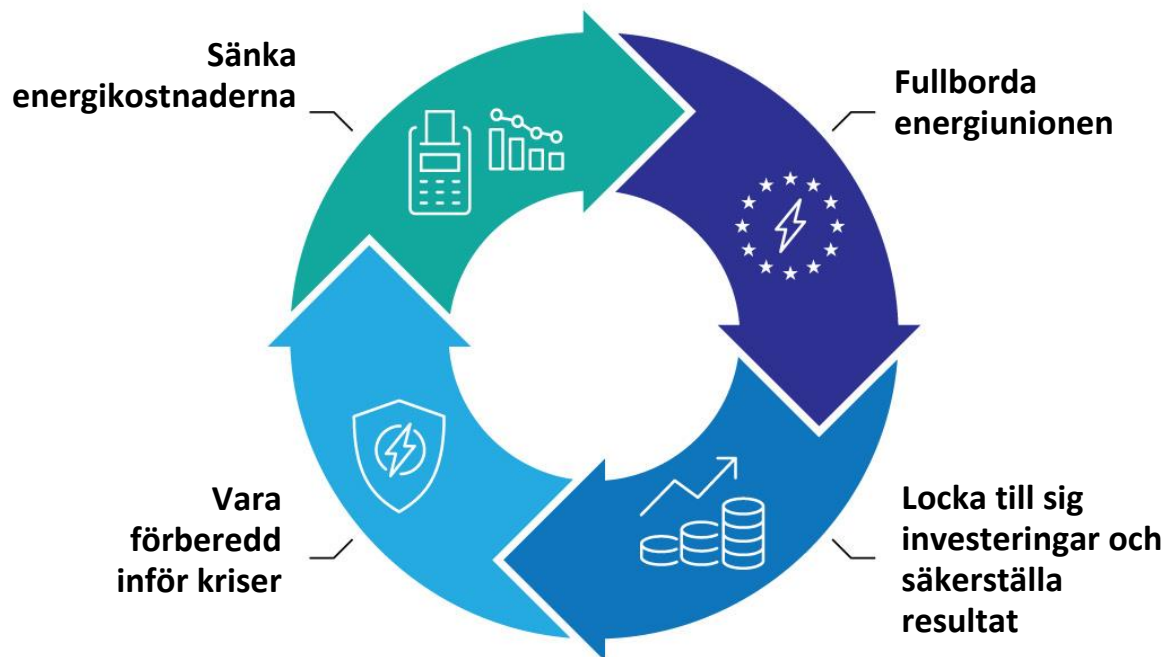 Sänka
energikostnaderna
Fullborda
energiunionen
Vara
förberedd
inför kriser
Locka till sig
investeringar och
säkerställa
resultat